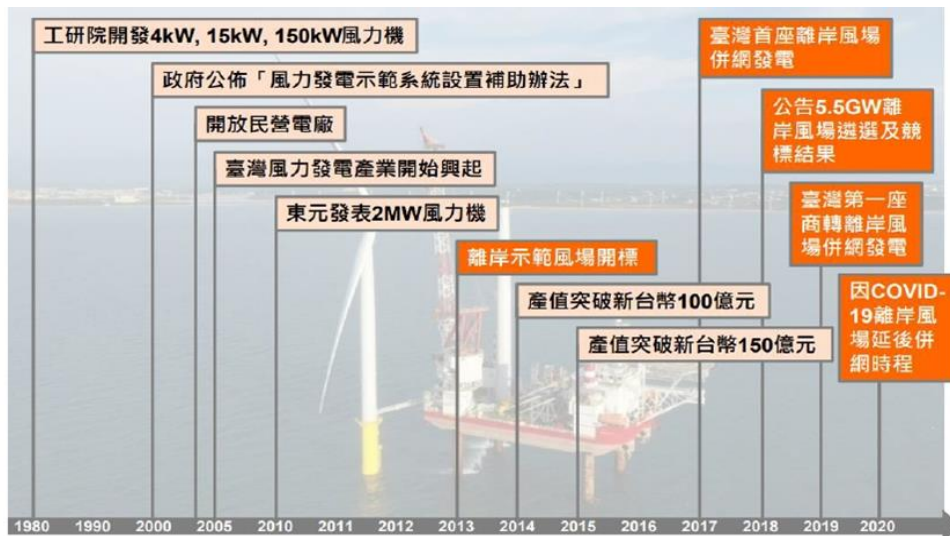 工研院開發4kW, 15kW, 150kW風力機
政府公佈「風力發電示範系統設置補助辦法」
開放民營電廠
臺灣風力發電產業開始興起
東元發表2MW風力機
離岸示範風場開標
產值突破新台幣100億元
產值突破新台幣150億元
臺灣首座離岸風場
併網發電
公告5.5GW離
岸風場遴選及競
標結果
臺灣第一座
商轉離岸風
場併網發電
因COVID-
19離岸風
場延後併
網時程
1980 1990 2000 2005 2010 2011 2012 2013 2014 2015 2016 2017 2018 2019 2020